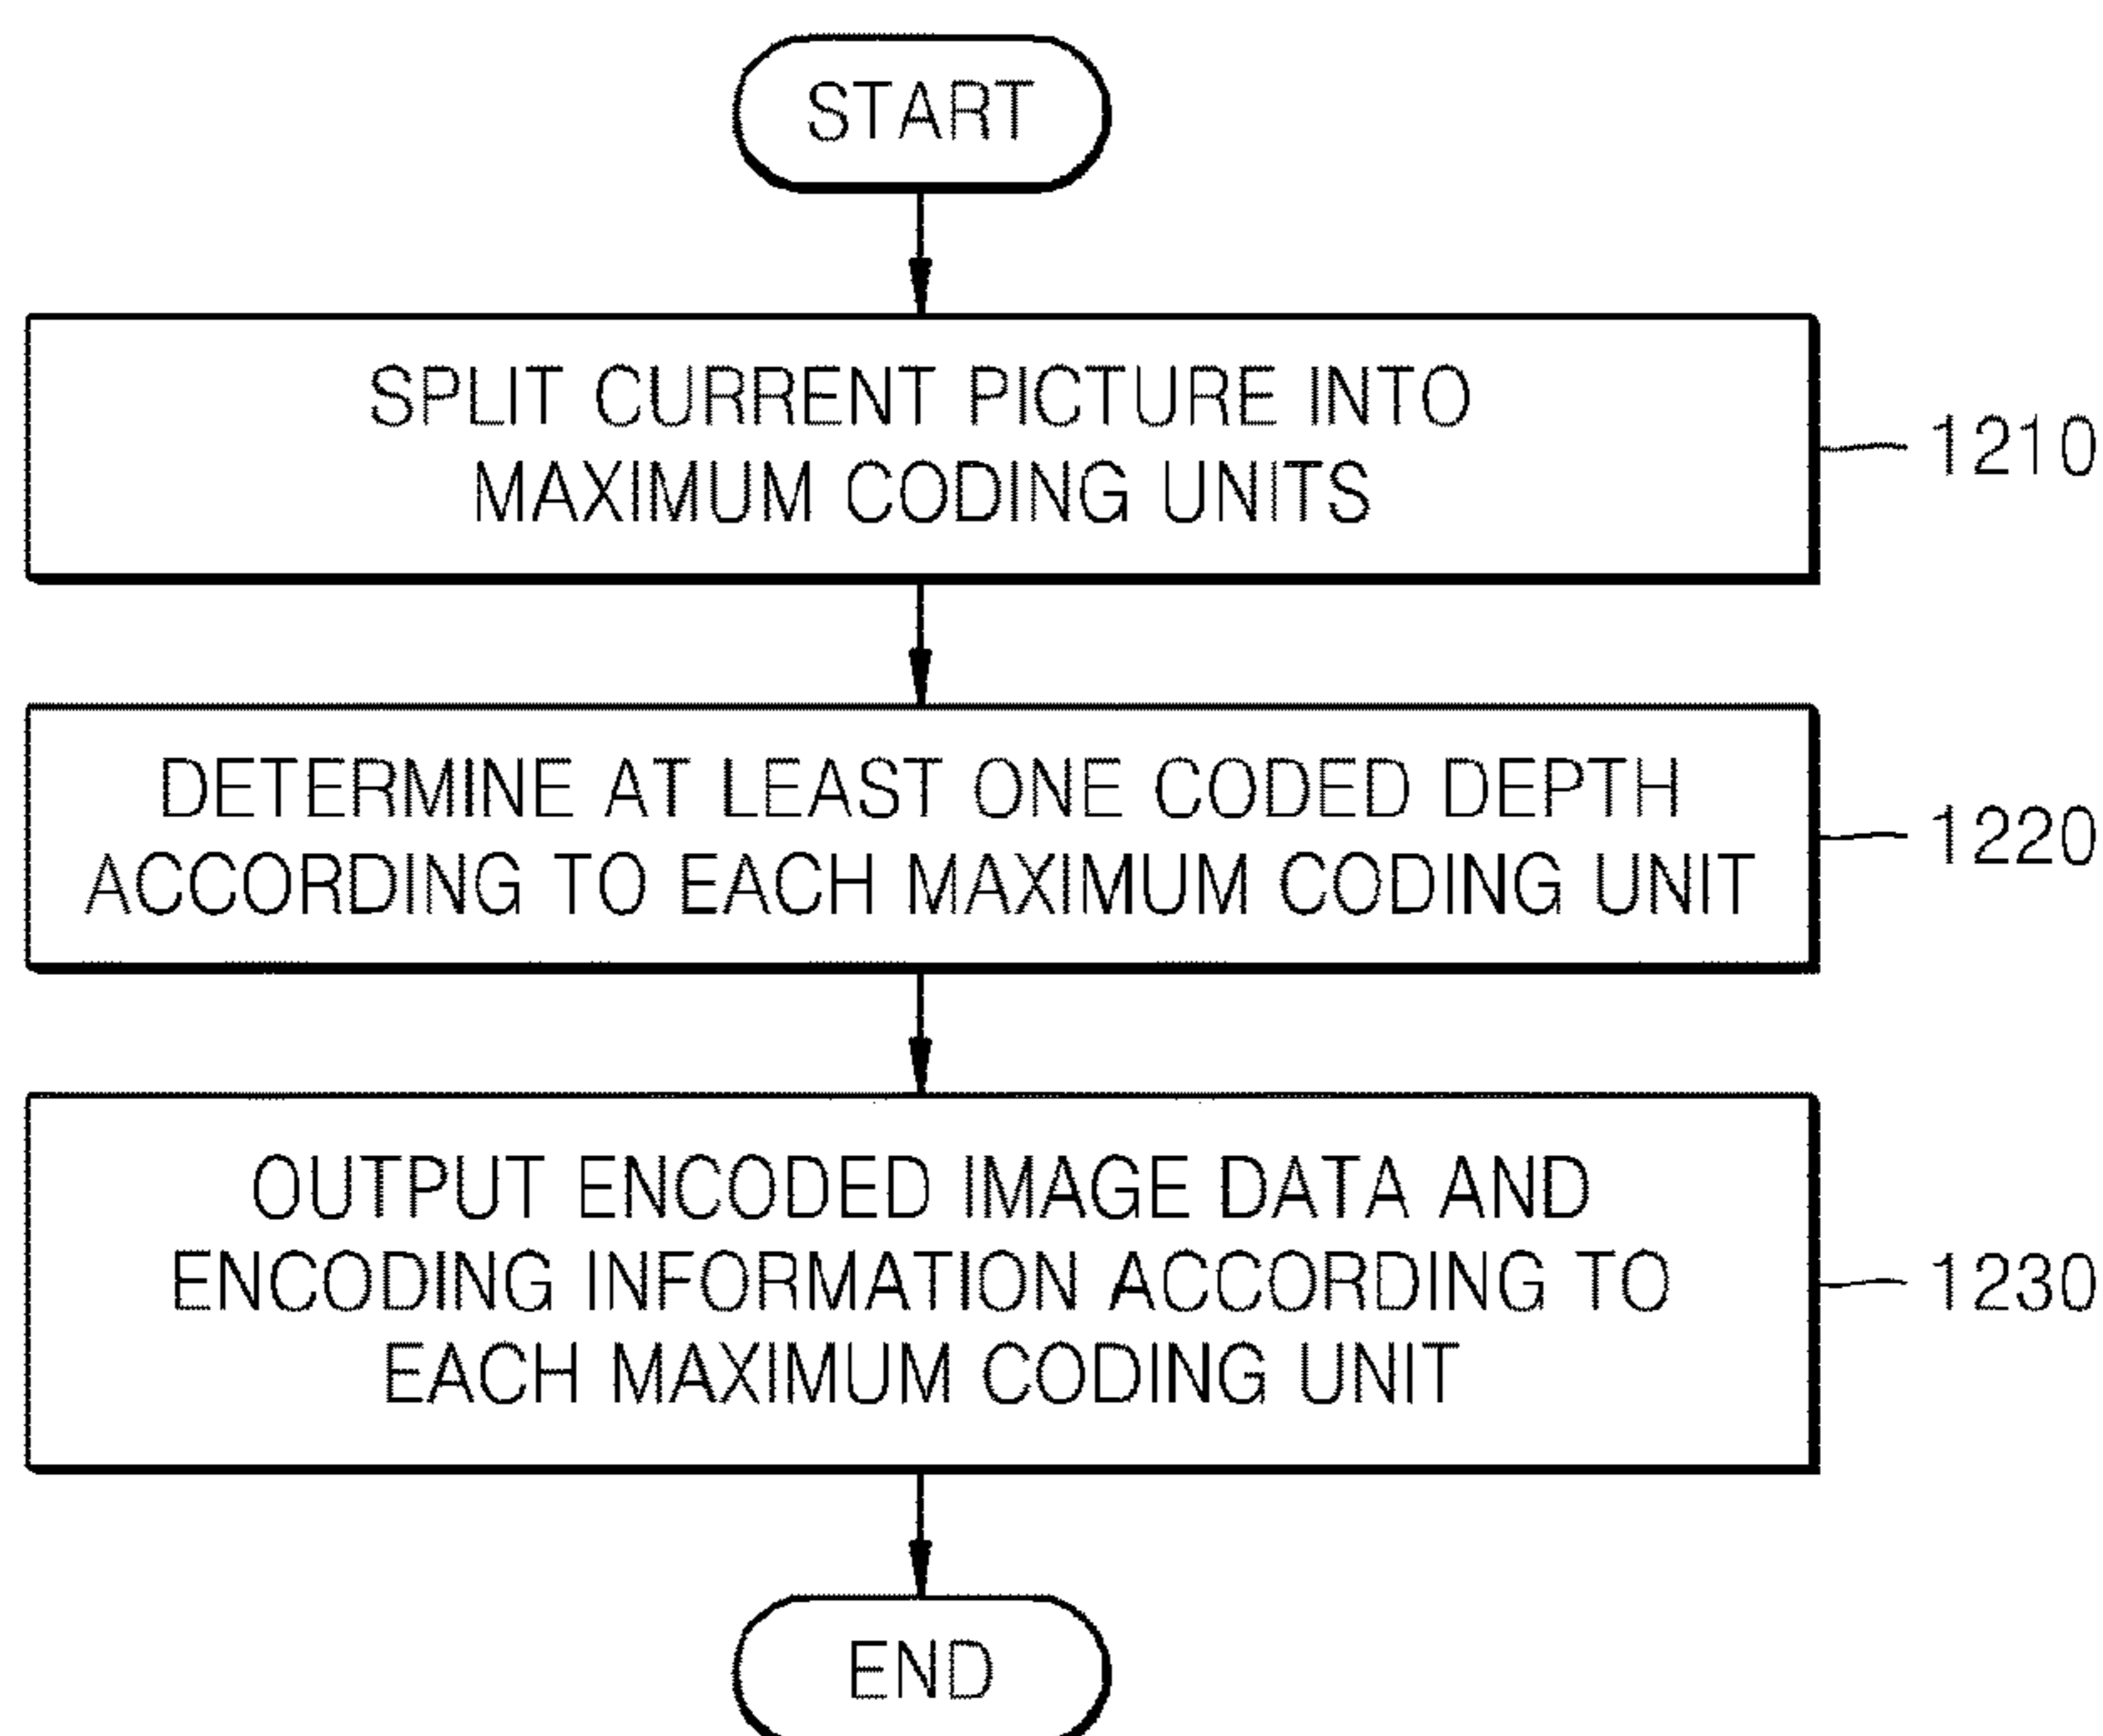 START
SPLIT CURRENT PICTURE INTO
MAXIMUM CODING UNITS
1210
DETERMINE AT LEAST ONE CODED DEPTH
ACCORDING TO EACH MAXIMUM CODING UNIT
1220
OUTPUT ENCODED IMAGE DATA AND
ENCODING INFORMATION ACCORDING TO
EACH MAXIMUM CODING UNIT
1230
END